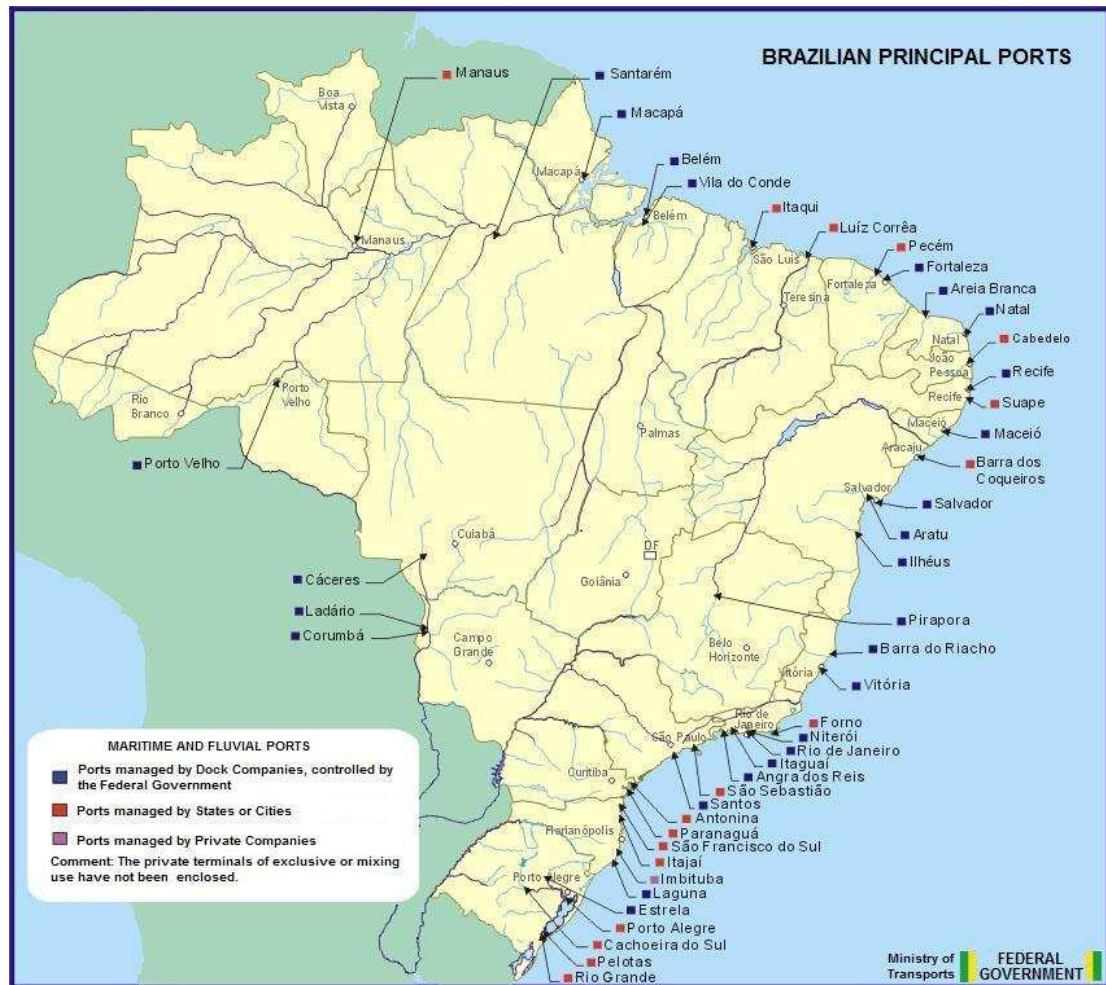 BRAZILIAN PRINCIPAL PORTS
Manaus
Santarém
Boa
Vista
Macapá
Macapá
Belém
Vila do Conde
Belém
Itaqui
Luíz Corrêa
Manaus
São Luis
Pecém
Fortaleza
Fortaleza
Areia Branca
Teresina
Natal
Natal
Cabedelo
João
Pessoa
Recife
Porto
Velho
Rio
Branco
Recife
Suape
Palmas
Maceió
Maceió
Aracaju
Porto Velho
Barra dos
Coqueiros
Salvador
Salvador
Aratu
Cuiabá
DF
Ilhéus
Cáceres
Goiânia
Ladário
Pirapora
Corumbá
Campo
Grande
Belo
Horizonte
Barra do Riacho
Vitória
Vitória
Rio de
Janeiro
Forno
Niterói
São Paulo
Rio de Janeiro
Itaguaí
Curitiba
Angra dos Reis
São Sebastião
Santos
Antonina
Florianópolis
Paranaguá
São Francisco do Sul
Itajaí
Porto Alegre
Imbituba
Laguna
Estrela
Porto Alegre
Cachoeira do Sul
Pelotas
Rio Grande
MARITIME AND FLUVIAL PORTS
Ports managed by Dock Companies, controlled by
the Federal Government
Ports managed by States or Cities
Ports managed by Private Companies
Comment: The private terminals of exclusive or mixing
use have not been enclosed.
Ministry of
Transports
FEDERAL
GOVERNMENT